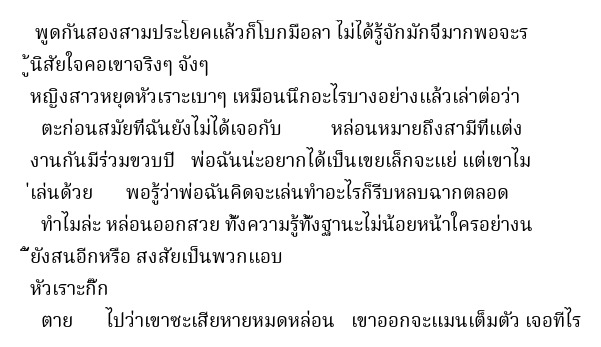 พูดกันสองสามประโยคแล้วก็โบกมือลา ไม่ได้รู้จักมักจีมากพอจะร
ู้นิสัยใจคอเขาจริงๆ จังๆ
หญิงสาวหยุดหัวเราะเบาๆ เหมือนนึกอะไรบางอย่างแล้วเล่าต่อว่า
ตะก่อนสมัยที่ฉันยังไม่ได้เจอกับ หล่อนหมายถึงสามีที่แต่ง
งานกันมีร่วมขวบปี พ่อฉันน่ะอยากได้เป็นเขยเล็กจะแย่ แต่เขาไม
่เล่นด้วย พอรู้ว่าพ่อฉันคิดจะเล่นทำอะไรก็รีบหลบฉากตลอด
ทำไมล่ะ หล่อนออกสวย ทั้งความรู้ทั้งฐานะไม่น้อยหน้าใครอย่างน
ี้ยังสนอีกหรือ สงสัยเป็นพวกแอบ
หัวเราะกิ๊ก
ตาย ไปว่าเขาซะเสียหายหมดหล่อน เขาออกจะแมนเต็มตัว เจอทีไร